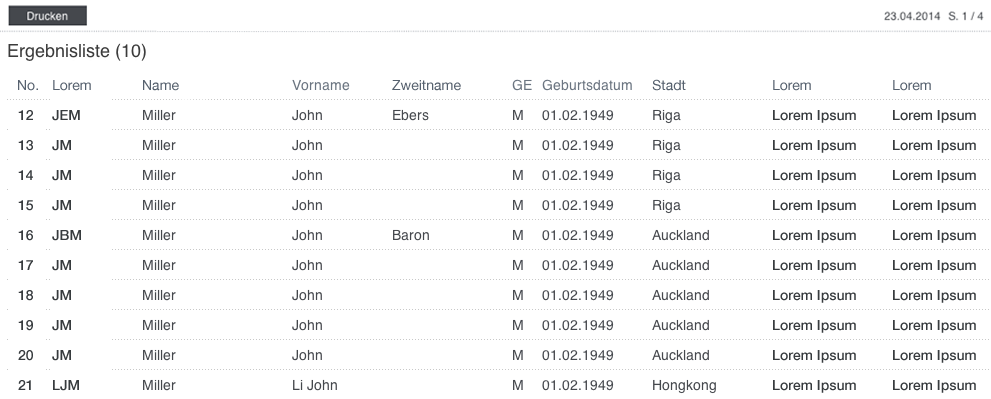 Drucken 23.04.2014 S. 1 / 4
Ergebnisliste (10)
No. Lorem Name Vorname Zweitname GE Geburtsdatum Stadt Lorem Lorem
12 JEM Miller John Ebers M 01.02.1949 Riga Lorem Ipsum Lorem Ipsum
13 JM Miller John M 01.02.1949 Riga Lorem Ipsum Lorem Ipsum
14 JM Miller John M 01.02.1949 Riga Lorem Ipsum Lorem Ipsum
15 JM Miller John M 01.02.1949 Riga Lorem Ipsum Lorem Ipsum
16 JBM Miller John Baron M 01.02.1949 Auckland Lorem Ipsum Lorem Ipsum
17 JM Miller John M 01.02.1949 Auckland Lorem Ipsum Lorem Ipsum
18 JM Miller John M 01.02.1949 Auckland Lorem Ipsum Lorem Ipsum
19 JM Miller John M 01.02.1949 Auckland Lorem Ipsum Lorem Ipsum
20 JM Miller John M 01.02.1949 Auckland Lorem Ipsum Lorem Ipsum
21 LJM Miller Li John M 01.02.1949 Hongkong Lorem Ipsum Lorem Ipsum